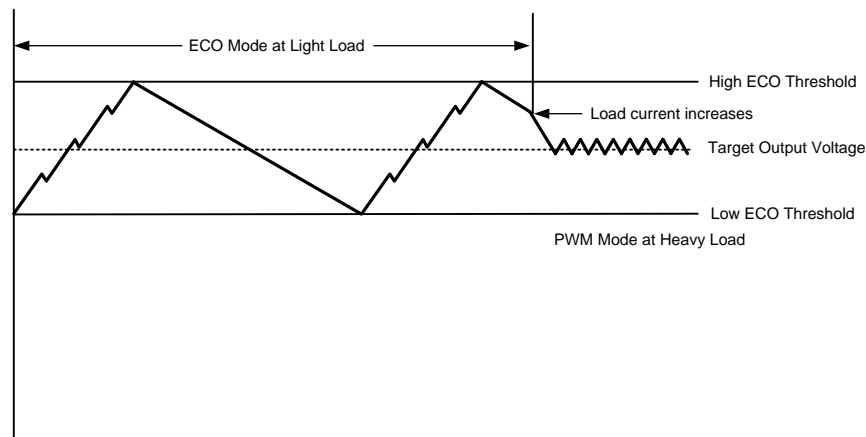 ECO Mode at Light Load
High ECO Threshold
Load current increases
Target Output Voltage
Low ECO Threshold
PWM Mode at Heavy Load